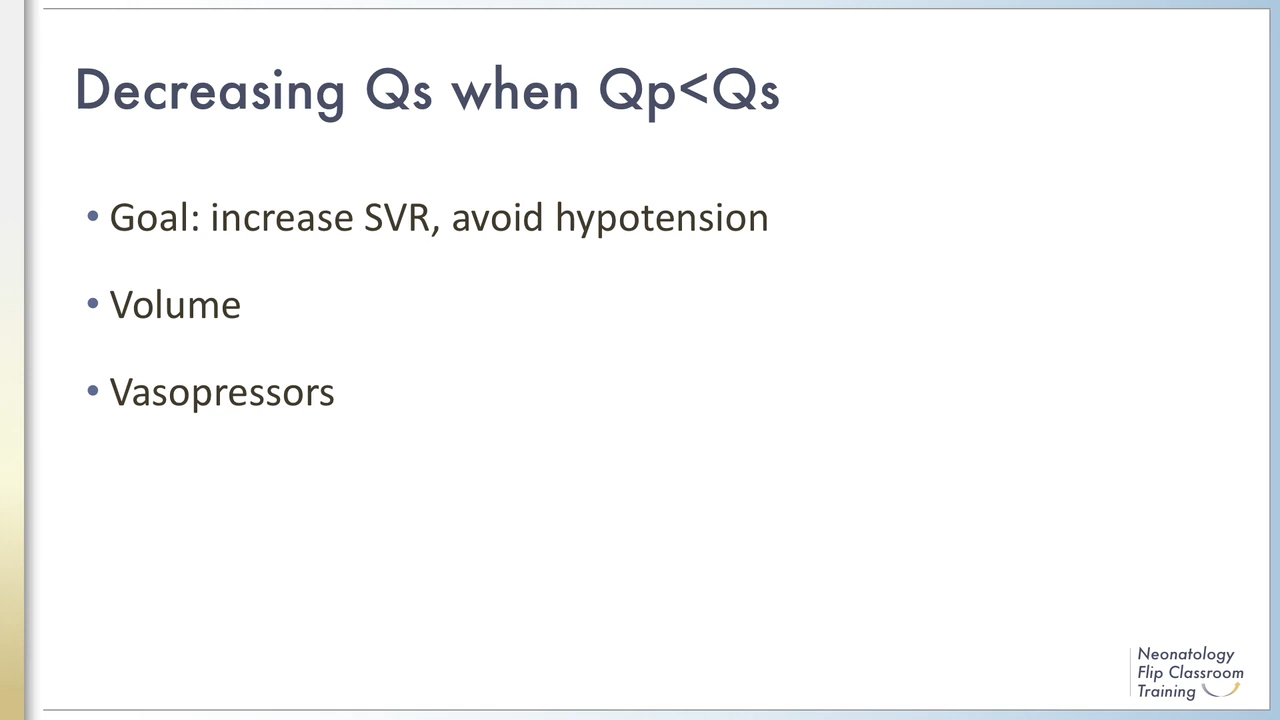 Decreasing Qs when Qp<Qs
• Goal: increase SVR, avoid hypotension
• Volume
• Vasopressors
Neonatology
Flip Classroom
Training